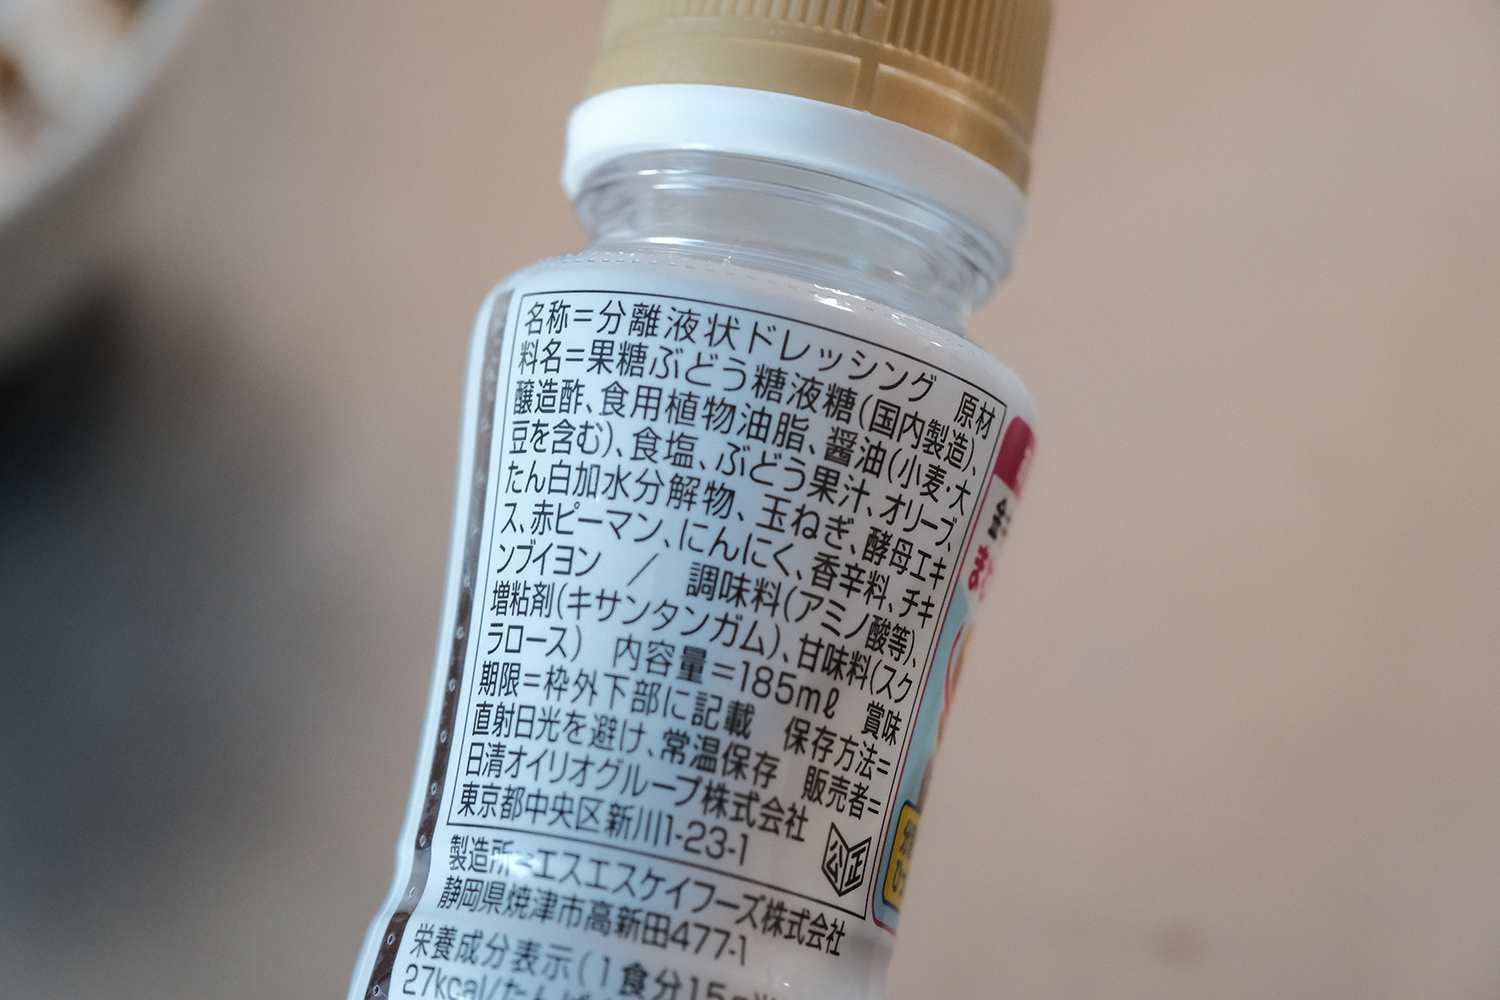 名称=分離液状ドレッシング 原材
料名=果糖ぶどう糖液糖(国内製造)、
醸造酢、食用植物油脂、醤油(小麦・大
豆を含む)、食塩、ぶどう果汁、オリーブ、
たん白加水分解物、玉ねぎ、酵母エキ
ス、赤ピーマン、にんにく、香辛料、チキ
ンブイヨン / 調味料(アミノ酸等)、
増粘剤(キサンタンガム)、甘味料(スク
ラロース) 内容量=185mℓ 賞味
期限=枠外下部に記載 保存方法=
直射日光を避け、常温保存 販売者=
日清オイリオグループ株式会社
東京都中央区新川1-23-1
公正
製造所=エスエスケイフーズ株式会社
静岡県焼津市高新田477-1
栄養成分表示(1食分15g
27kcal/たんぱ